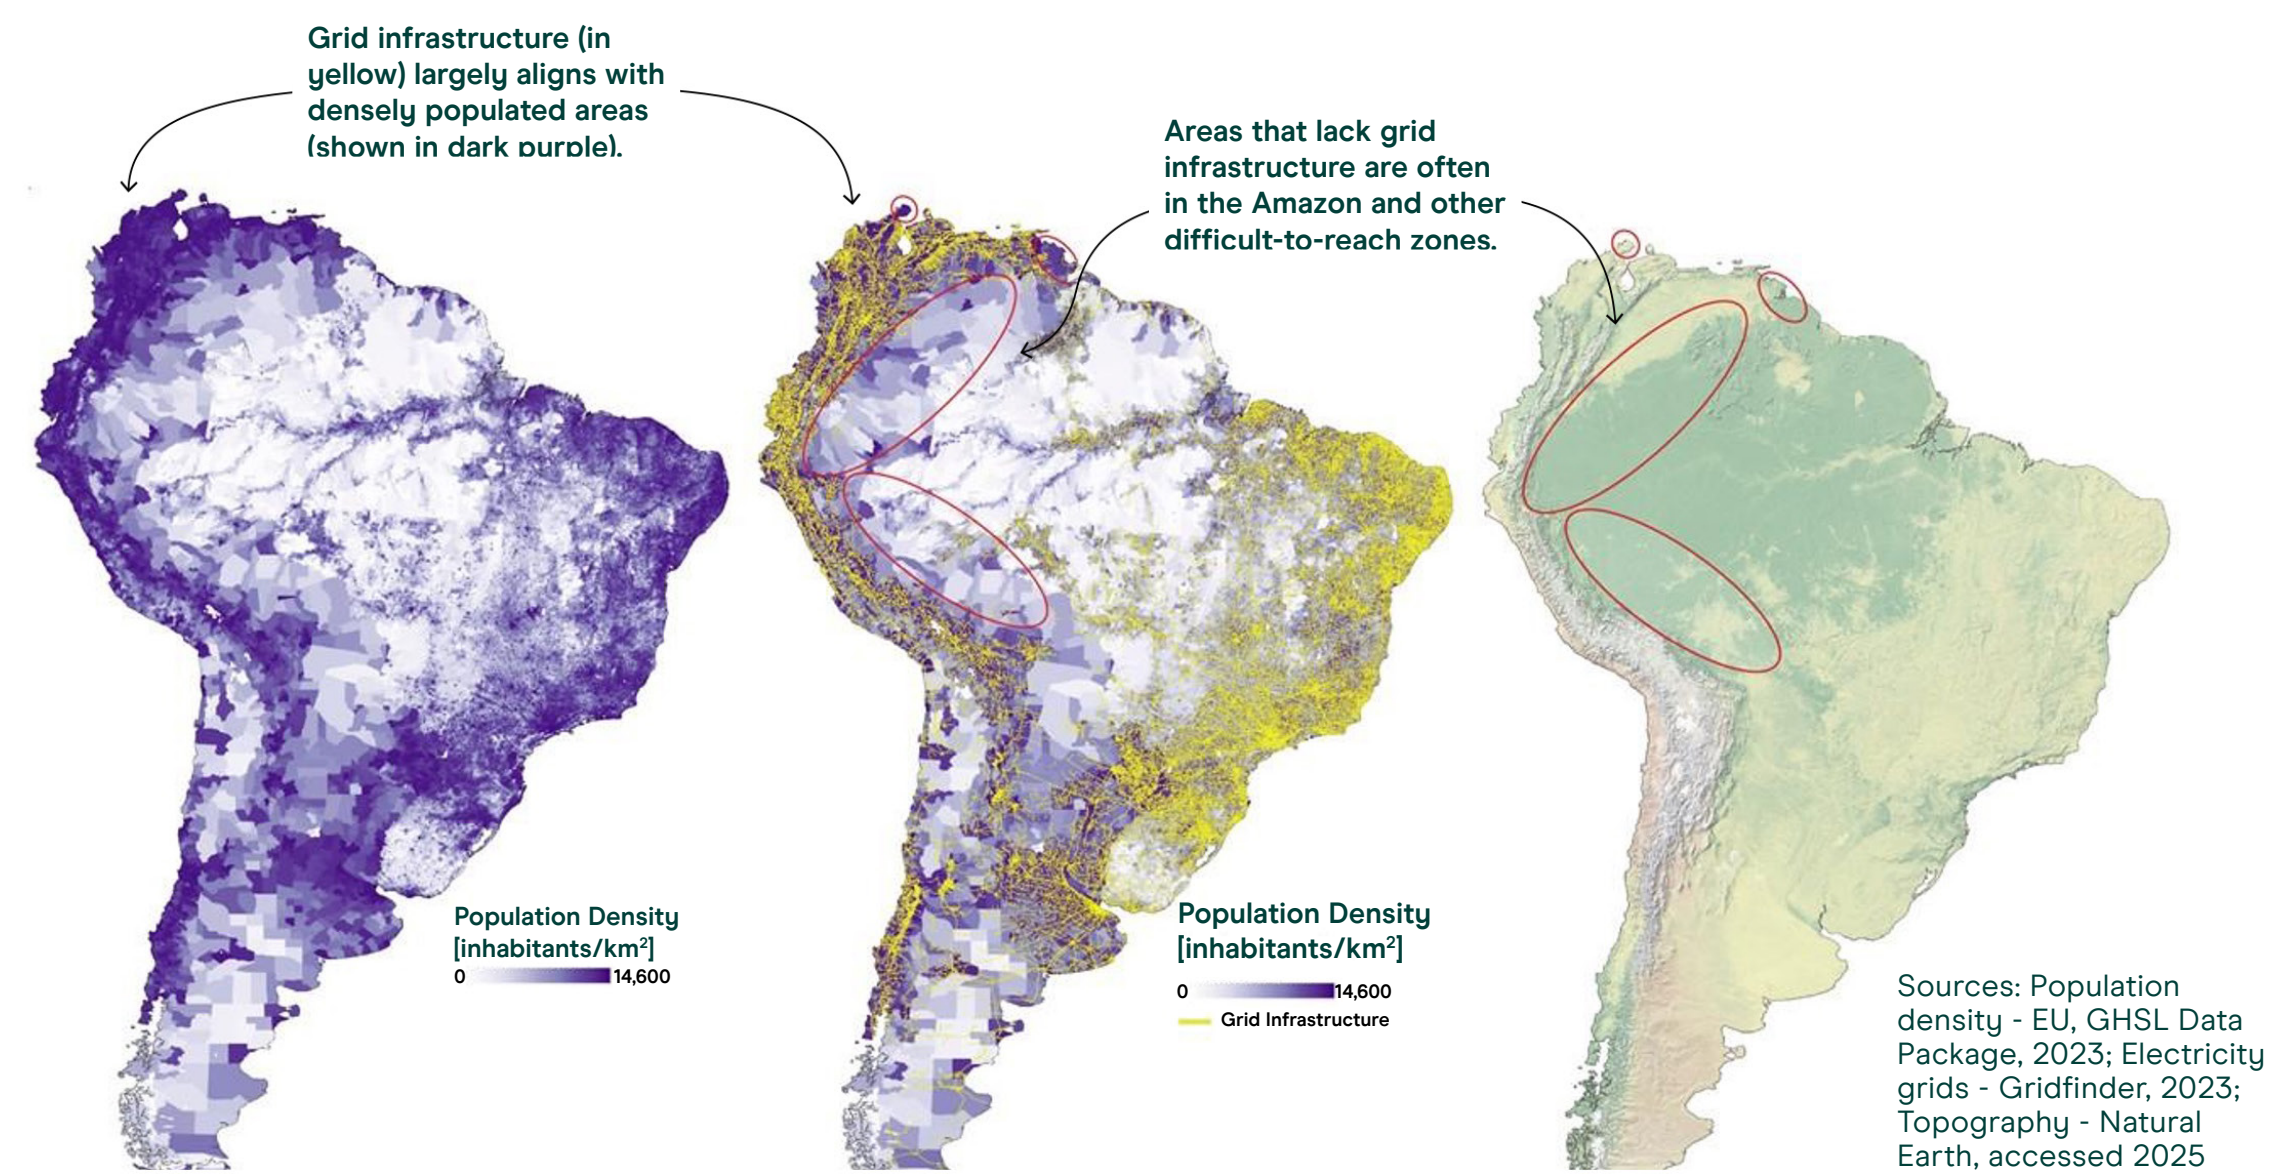 Grid infrastructure (in
yellow) largely aligns with
densely populated areas
(shown in dark purple).
Areas that lack grid
infrastructure are often
in the Amazon and other
difficult-to-reach zones.
Population Density
[inhabitants/km²]
0 14,600
Population Density
[inhabitants/km²]
0 14,600
Grid Infrastructure
Sources: Population
density - EU, GHSL Data
Package, 2023; Electricity
grids - Gridfinder, 2023;
Topography - Natural
Earth, accessed 2025